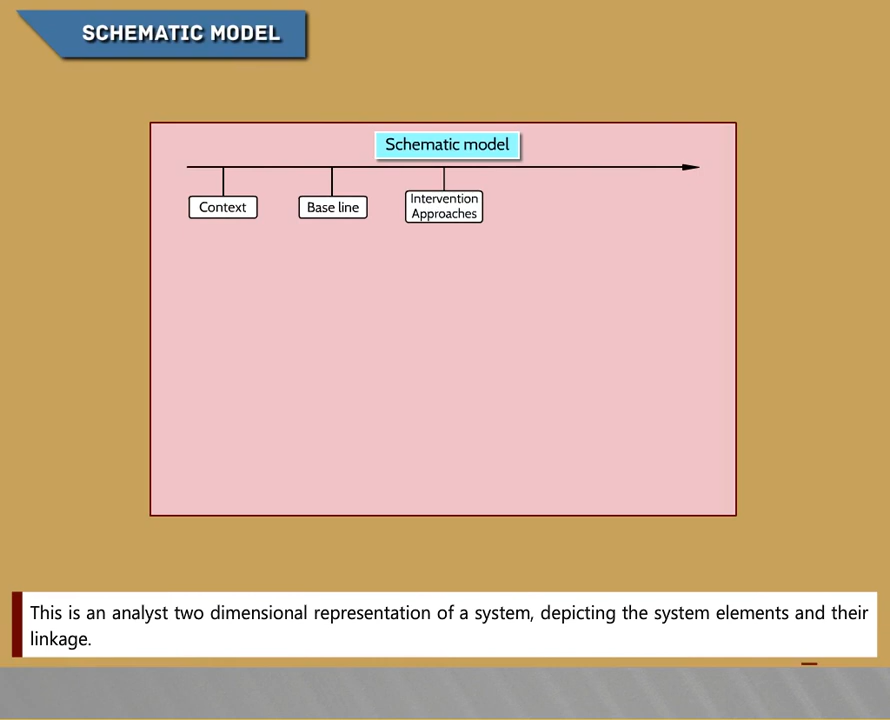 SCHEMATIC MODEL
Schematic model
Context
Base line
Intervention
Approaches
This is an analyst two dimensional representation of a system, depicting the system elements and their
linkage.